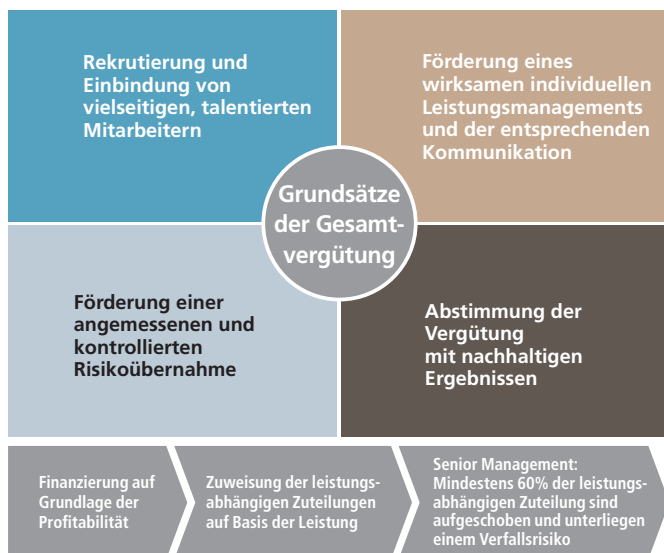 Rekrutierung und
Einbindung von
vielseitigen, talentierten
Mitarbeitern
Förderung eines
wirksamen individuellen
Leistungsmanagements
und der entsprechenden
Kommunikation
Grundsätze
der Gesamt-
vergütung
Förderung einer
angemessenen und
kontrollierten
Risikoübernahme
Abstimmung der
Vergütung
mit nachhaltigen
Ergebnissen
Finanzierung auf
Grundlage der
Profitabilität
Zuweisung der leistungs-
abhängigen Zuteilungen
auf Basis der Leistung
Senior Management:
Mindestens 60% der leistungs-
abhängigen Zuteilung sind
aufgeschoben und unterliegen
einem Verfallsrisiko